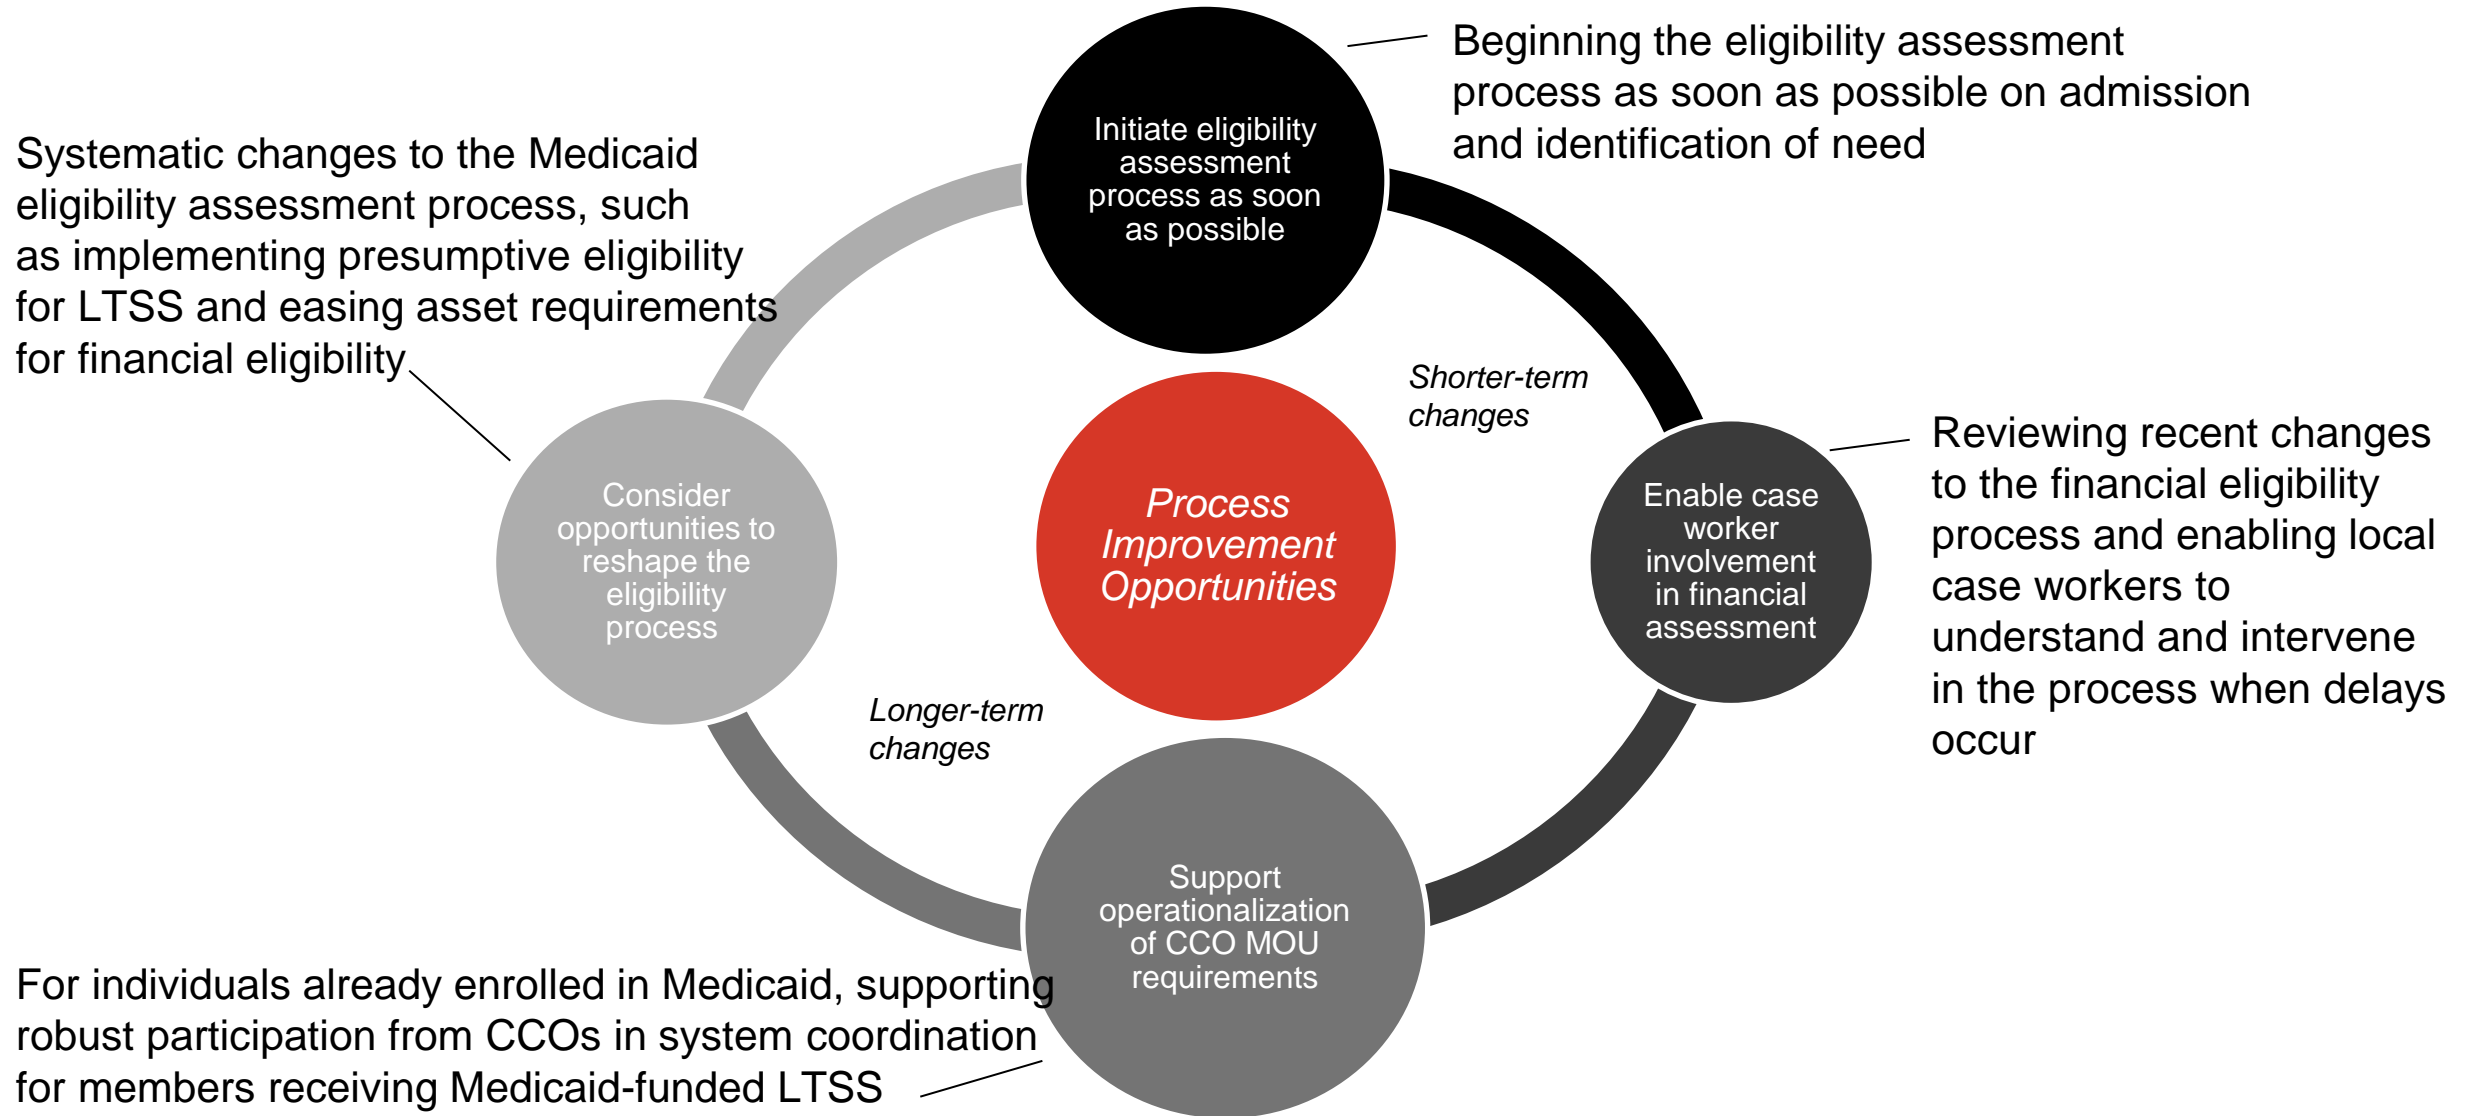 Beginning the eligibility assessment
process as soon as possible on admission
and identification of need
Initiate eligibility
assessment
process as soon
as possible
Systematic changes to the Medicaid
eligibility assessment process, such
as implementing presumptive eligibility
for LTSS and easing asset requirements
for financial eligibility
Shorter-term
changes
Reviewing recent changes
to the financial eligibility
process and enabling local
case workers to
understand and intervene
in the process when delays
occur
Consider
opportunities to
reshape the
eligibility
process
Process
Improvement
Opportunities
Enable case
worker
involvement
in financial
assessment
Longer-term
changes
Support
operationalization
of CCO MOU
requirements
For individuals already enrolled in Medicaid, supporting
robust participation from CCOs in system coordination
for members receiving Medicaid-funded LTSS